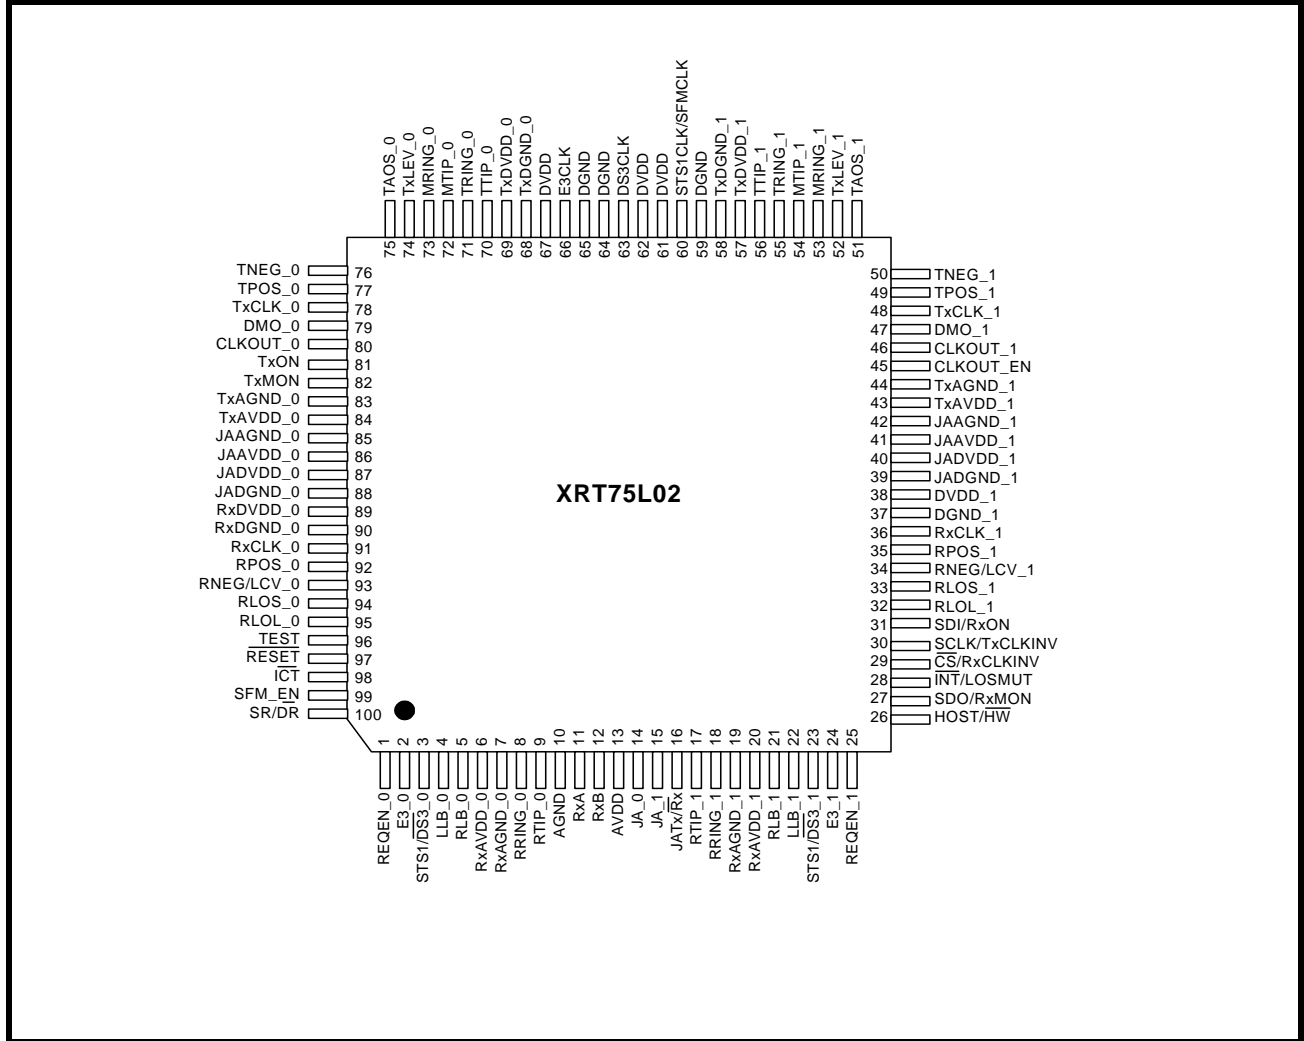 TAOS_0
TxLEV_0
MRING_0
MTIP_0
TRING_0
TTIP_0
TxDVDD_0
TxDGND_0
DVDD
E3CLK
DGND
DGND
DS3CLK
DVDD
DVDD
STS1CLK/SFMCLK
DGND
TxDGND_1
TxDVDD_1
TTIP_1
TRING_1
MTIP_1
MRING_1
TxLEV_1
TAOS_1
75 74 73 72 71 70 69 68 67 66 65 64 63 62 61 60 59 58 57 56 55 54 53 52 51
TNEG_0 76
TPOS_0 77
TxCLK_0 78
DMO_0 79
CLKOUT_0 80
TxON 81
TxMON 82
TxAGND_0 83
TxAVDD_0 84
JAAGND_0 85
JAAVDD_0 86
JADVDD_0 87
JADGND_0 88
RxDVDD_0 89
RxDGND_0 90
RxCLK_0 91
RPOS_0 92
RNEG/LCV_0 93
RLOS_0 94
RLOL_0 95
TEST 96
RESET 97
ICT 98
SFM_EN 99
SR/DR 100
XRT75L02
50 TNEG_1
49 TPOS_1
48 TxCLK_1
47 DMO_1
46 CLKOUT_1
45 CLKOUT_EN
44 TxAGND_1
43 TxAVDD_1
42 JAAGND_1
41 JAAVDD_1
40 JADVDD_1
39 JADGND_1
38 DVDD_1
37 DGND_1
36 RxCLK_1
35 RPOS_1
34 RNEG/LCV_1
33 RLOS_1
32 RLOL_1
31 SDI/RxON
30 SCLK/TxCLKINV
29 CS/RxCLKINV
28 INT/LOSMUT
27 SDO/RxMON
26 HOST/HW
1 2 3 4 5 6 7 8 9 10 11 12 13 14 15 16 17 18 19 20 21 22 23 24 25
REQEN_0
E3_0
STS1/DS3_0
LLB_0
RLB_0
RxAVDD_0
RxAGND_0
RRING_0
RTIP_0
AGND
RxA
RxB
AVDD
JA_0
JA_1
JATx/Rx
RTIP_1
RRING_1
RxAGND_1
RxAVDD_1
RLB_1
LLB_1
STS1/DS3_1
E3_1
REQEN_1